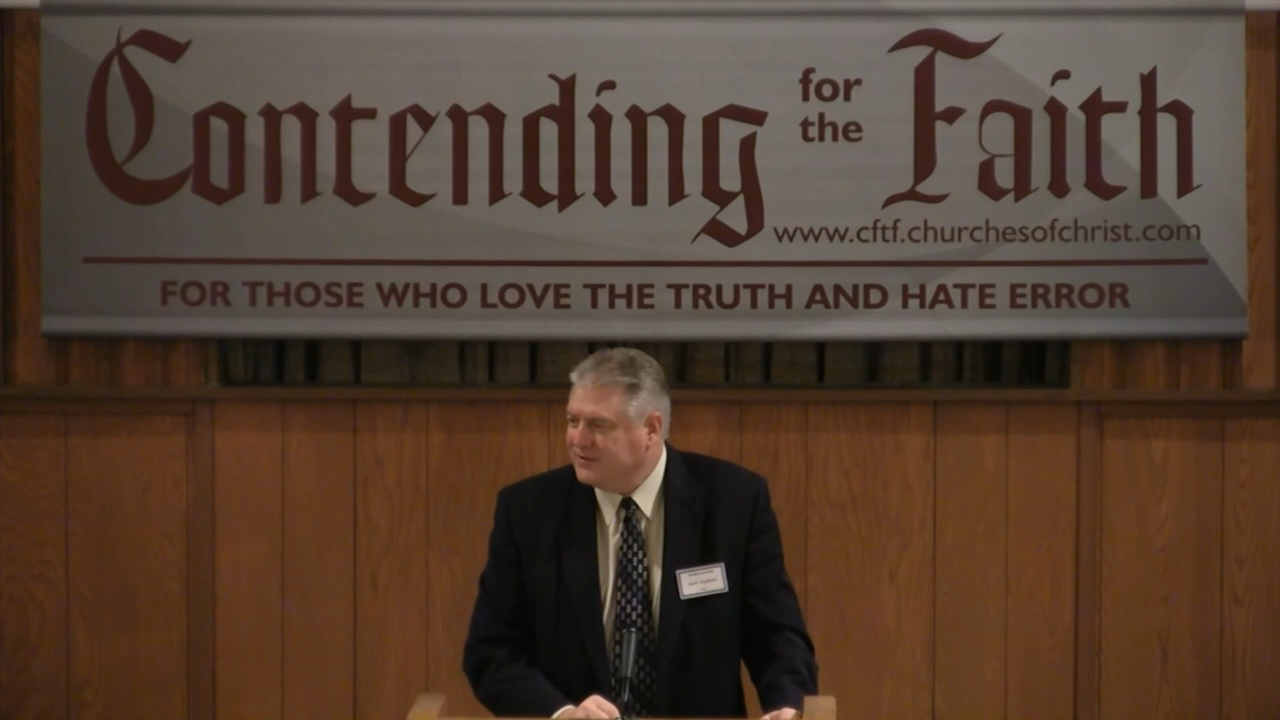 Contending for the Faith
www.cftf.churchesofchrist.com
FOR THOSE WHO LOVE THE TRUTH AND HATE ERROR